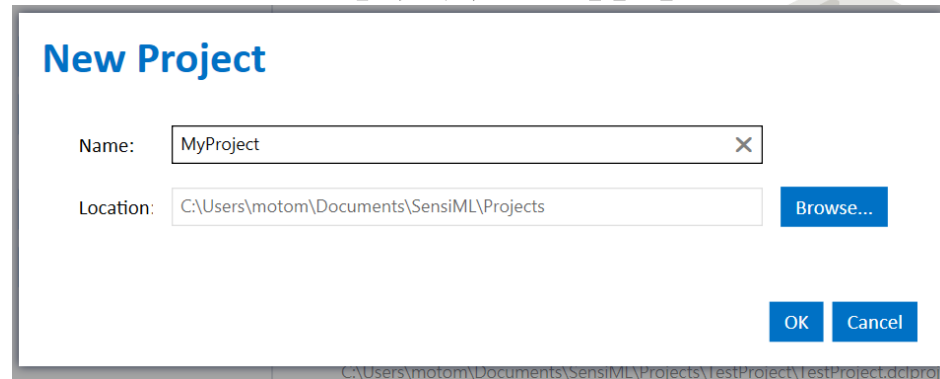 New Project
Name: MyProject
Location: C:\Users\motom\Documents\SensiML\Projects Browse...
OK Cancel
C:\Users\motom\Documents\SensiML\Projects\TestProject\TestProject.dclproj